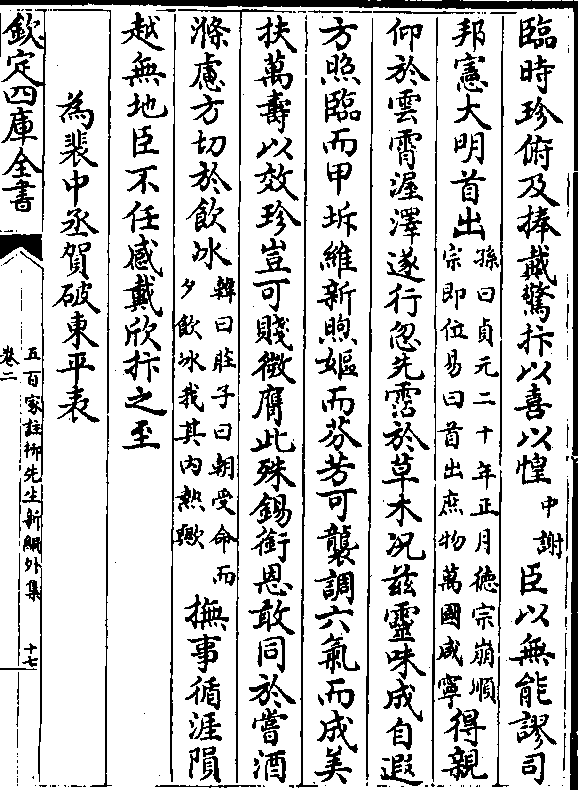 臨時珍俯及捧戴驚抃以喜以惶中謝臣以無能謬司
邦憲大明首出孫曰貞元二十年正月徳宗崩順宗即位易曰首出庶物萬國咸寧得親
仰於雲霄渥澤遂行忽先霑於草木况兹靈味成自遐
方照臨而甲坼維新煦嫗而芬芳可襲調六氣而成美
扶萬壽以效珍豈可賤微膺此殊錫銜恩敢同於嘗酒
滌慮方切於飲冰韓曰莊子曰朝受命而夕飲冰我其内熱歟撫事循涯隕
越無地臣不任感戴欣抃之至
為裴中丞賀破東平表
欽定四庫全書
五百家註柳先生新編外集
卷二
十七